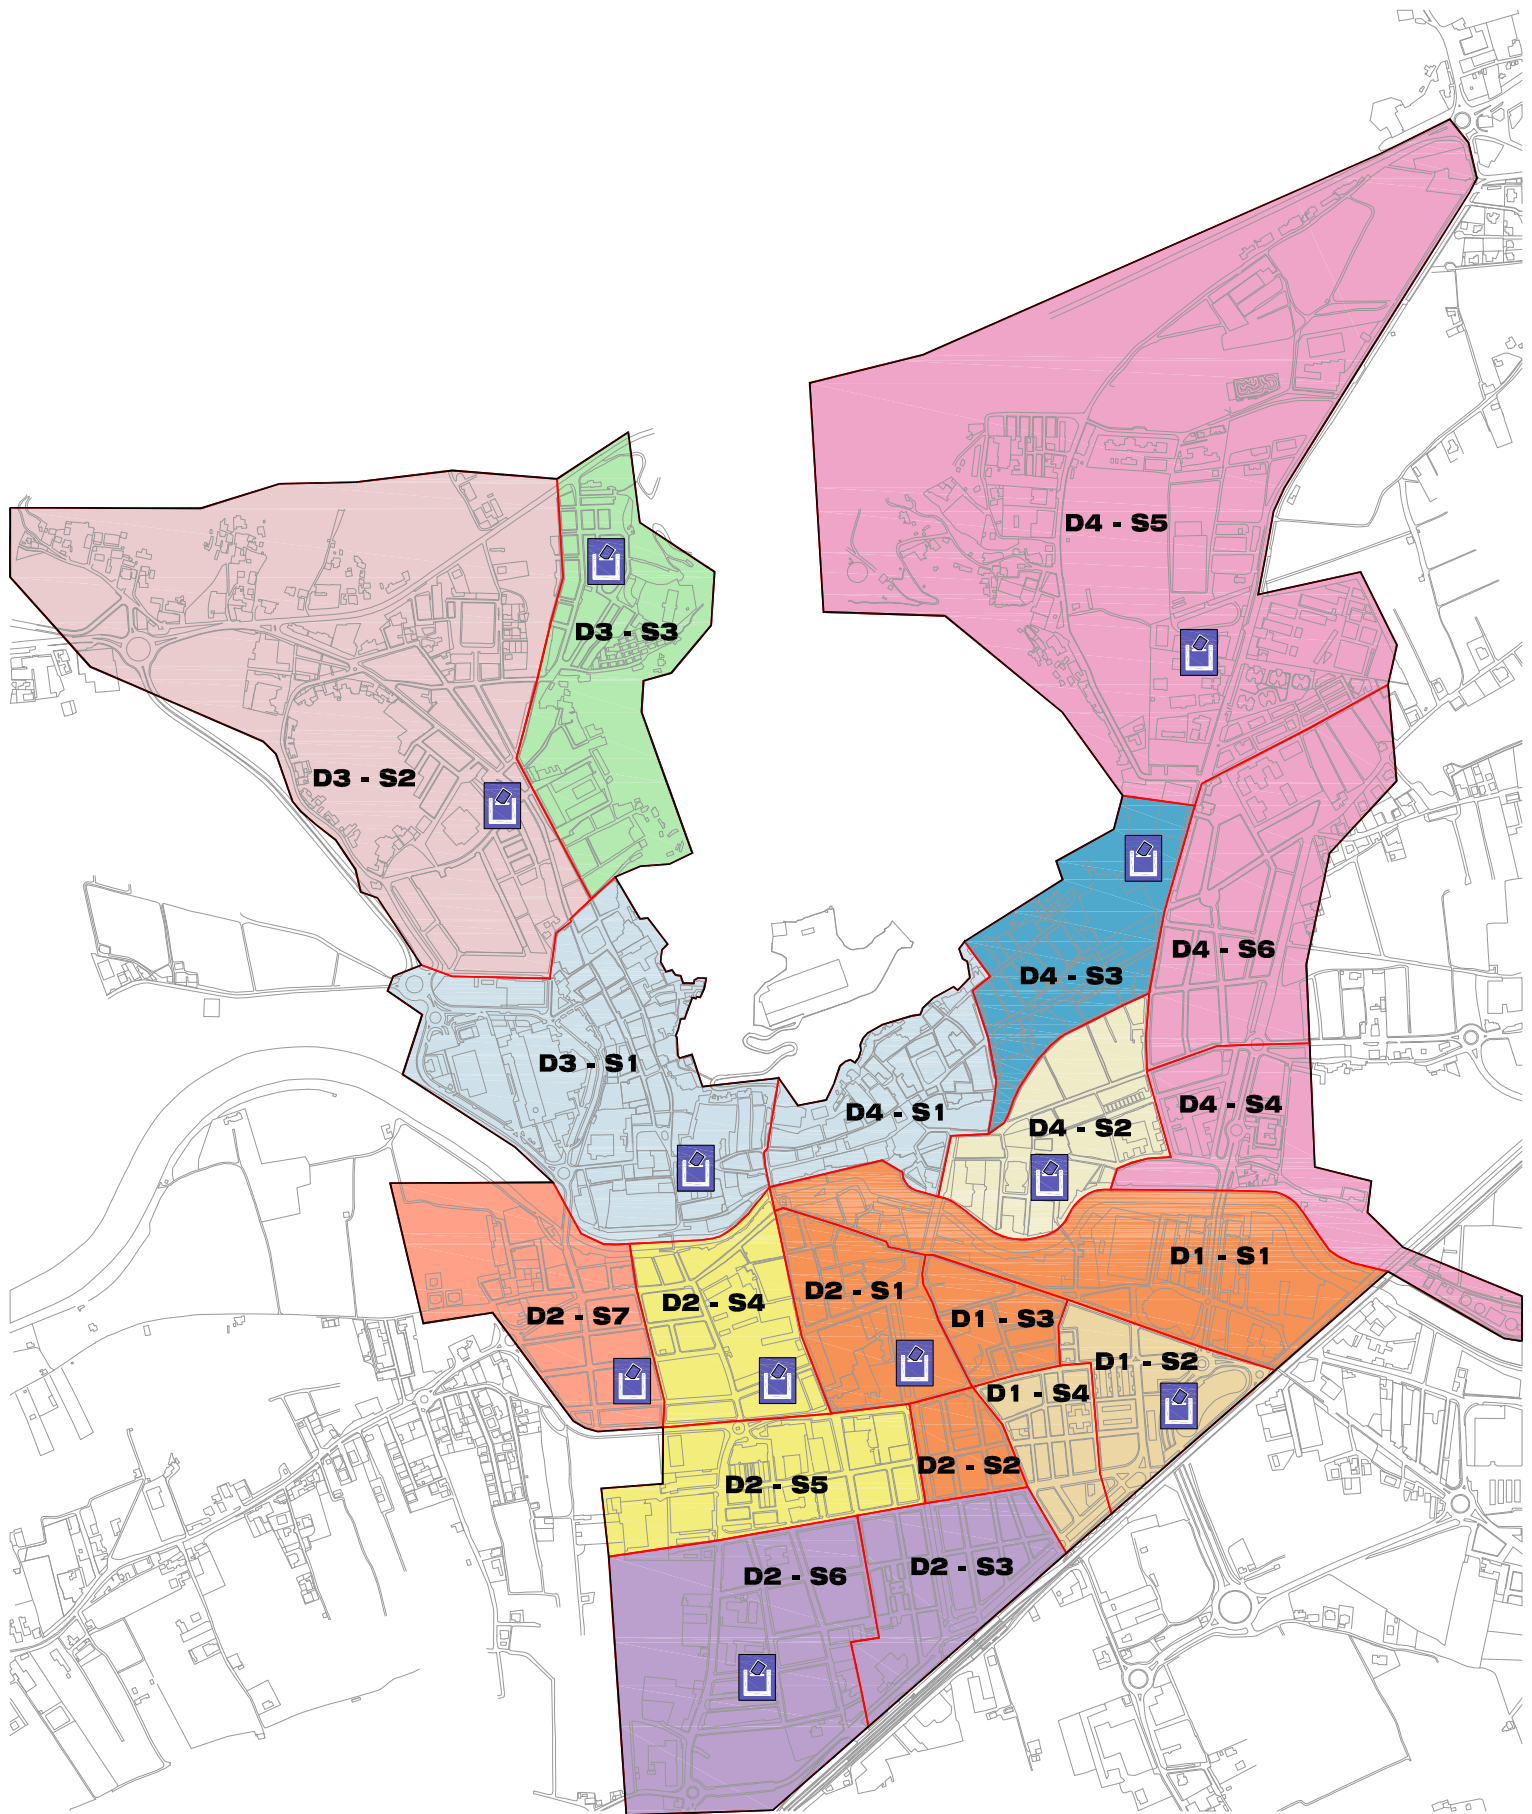 D4 - S5
D3 - S3
D3 - S2
D4 - S6
D4 - S3
D3 - S1
D4 - S4
D4 - S1
D4 - S2
D1 - S1
D2 - S1
D2 - S4
D2 - S7
D1 - S3
D1 - S2
D1 - S4
D2 - S2
D2 - S5
D2 - S3
D2 - S6